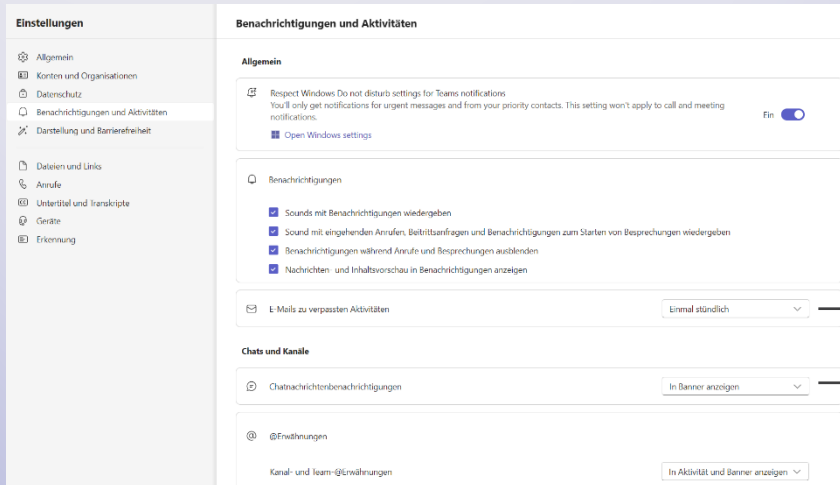 Einstellungen
Allgemein
Konten und Organisationen
Datenschutz
Benachrichtigungen und Aktivitäten
Darstellung und Barrierefreiheit
Dateien und Links
Anrufe
Untertitel und Transkripte
Geräte
Erkennung
Benachrichtigungen und Aktivitäten
Allgemein
Respect Windows Do not disturb settings for Teams notifications
You'll only get notifications for urgent messages and from your priority contacts. This setting won't apply to call and meeting
notifications.
Ein
Open Windows settings
Benachrichtigungen
Sounds mit Benachrichtigungen wiedergeben
Sound mit eingehenden Anrufen, Beitrittsanfragen und Benachrichtigungen zum Starten von Besprechungen wiedergeben
Benachrichtigungen während Anrufe und Besprechungen ausblenden
Nachrichten- und Inhaltsvorschau in Benachrichtigungen anzeigen
E-Mails zu verpassten Aktivitäten
Einmal stündlich
Chats und Kanäle
Chatnachrichtenbenachrichtigungen
In Banner anzeigen
@Erwähnungen
Kanal- und Team-@Erwähnungen
In Aktivität und Banner anzeigen